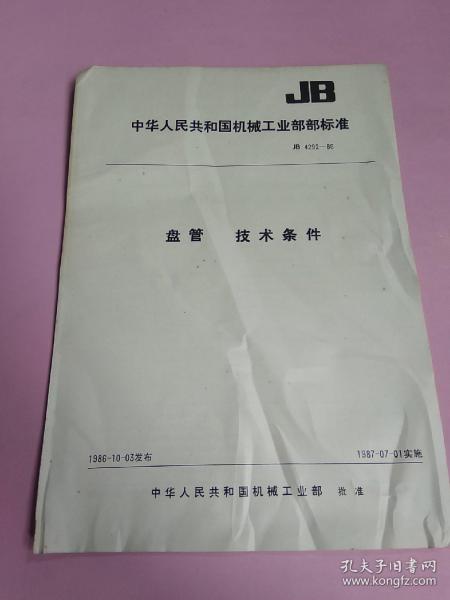 JB
中华人民共和国机械工业部部标准
JB 4292—86
盘管 技术条件
1986-10-03发布
1987-07-01实施
中华人民共和国机械工业部 批准
孔夫子旧书网
www.kongfz.com